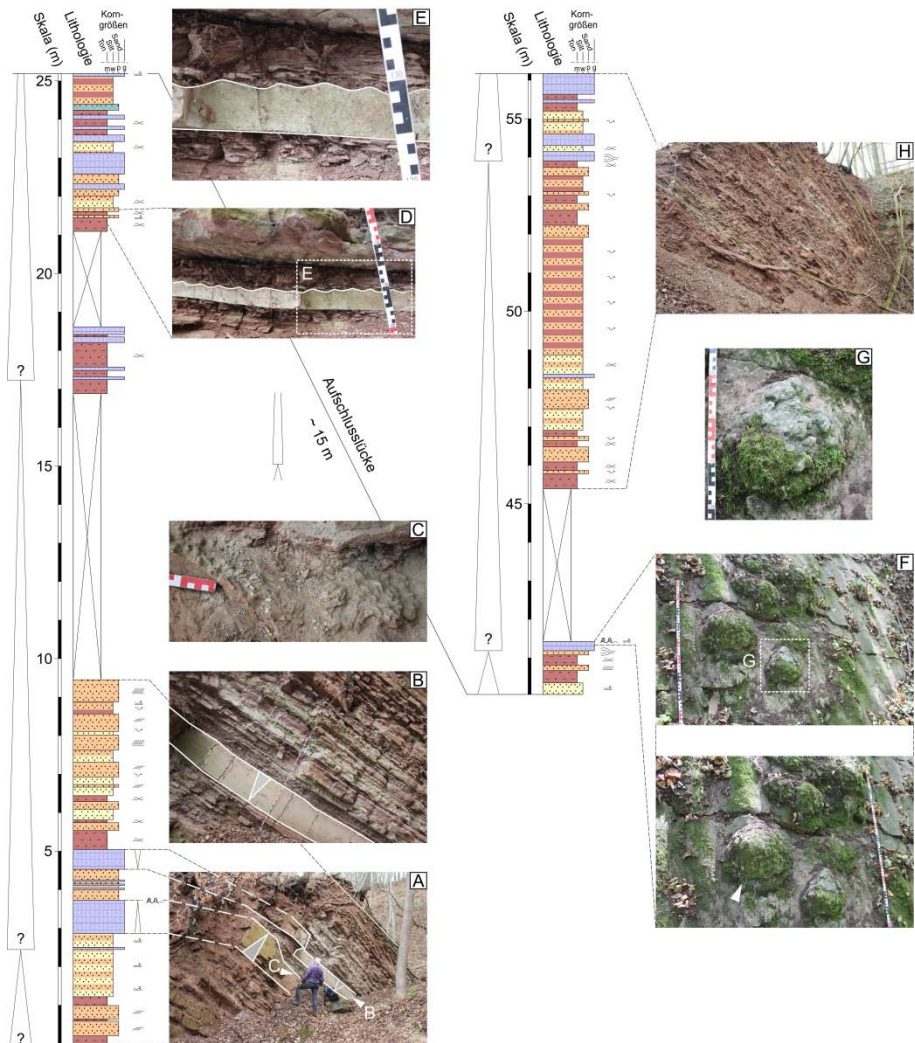 Skala (m)
Lithologie
Korn-
größen
Ton
Silt
Sand
m w p g
25
20
15
10
5
?
?
?
E
D
E
Aufschlusslücke
~ 15 m
C
B
A
C
B
Skala (m)
Lithologie
Korn-
größen
Ton
Silt
Sand
m w p g
55
50
45
?
?
H
G
F
G